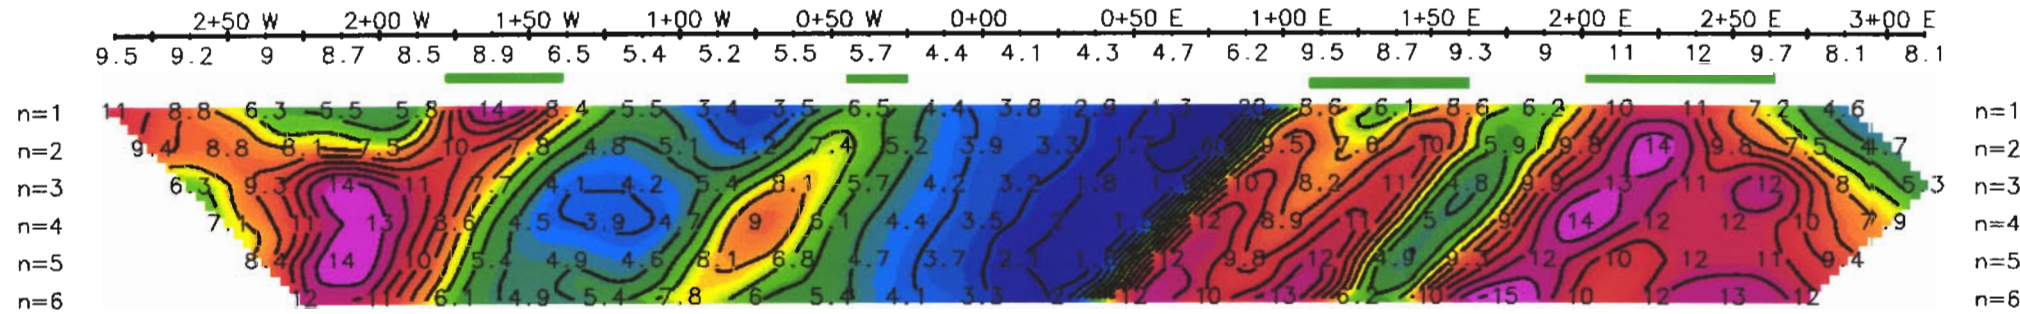 2+50 W 2+00 W 1+50 W 1+00 W 0+50 W 0+00 0+50 E 1+00 E 1+50 E 2+00 E 2+50 E 3+00 E
9.5 9.2 9 8.7 8.5 8.9 6.5 5.4 5.2 5.5 5.7 4.4 4.1 4.3 4.7 6.2 9.5 8.7 9.3 9 11 12 9.7 8.1 8.1
n=1 11 8.8 6.3 5.5 5.8 14 8.4 5.5 3.4 3.5 6.5 4.4 3.8 2.9 1.3 20 8.6 6.1 8.6 6.2 10 11 7.2 4.6 n=1
n=2 9.4 8.8 8.1 7.5 10 7.8 4.8 5.1 4.2 7.4 5.2 3.9 3.3 1.7 9.5 7.6 10 5.9 9.8 14 9.8 7.5 4.7 n=2
n=3 6.3 9.3 14 11 7.7 4.1 4.2 5.4 8.1 5.7 4.2 3.2 1.8 10 8.2 11 4.8 9.9 13 11 12 8 5.3 n=3
n=4 7.1 11 13 8.6 4.5 3.9 4.7 9 6.1 4.4 3.5 2 12 8.9 11 5 9 14 12 12 10 7.9 n=4
n=5 8.4 14 10 5.4 4.9 4.6 8.1 6.8 4.7 3.7 2.1 12 9.8 12 4.9 9.3 12 10 12 11 9.4 n=5
n=6 12 11 6.1 4.9 5.4 7.8 6 5.4 4.1 3.3 2 12 10 13 6.2 10 15 10 12 13 12 n=6